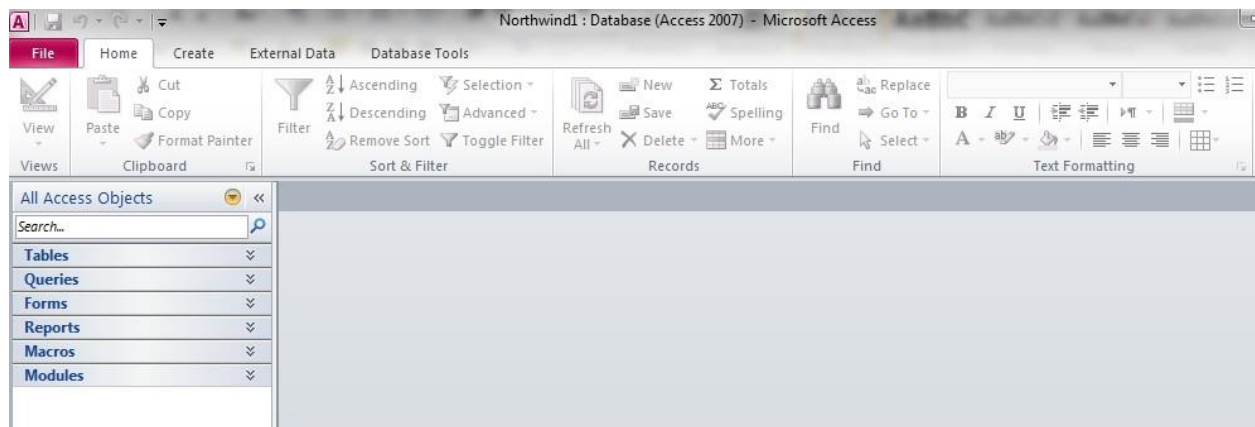 A
Northwind1 : Database (Access 2007) - Microsoft Access
File Home Create External Data Database Tools
Cut Ascending Selection New Σ Totals Replace
Copy Descending Advanced Save Spelling Go To B I U
View Paste Format Painter Filter Remove Sort Toggle Filter Refresh All Delete More Find Select A
Views Clipboard Sort & Filter Records Find Text Formatting
All Access Objects
Search...
Tables
Queries
Forms
Reports
Macros
Modules